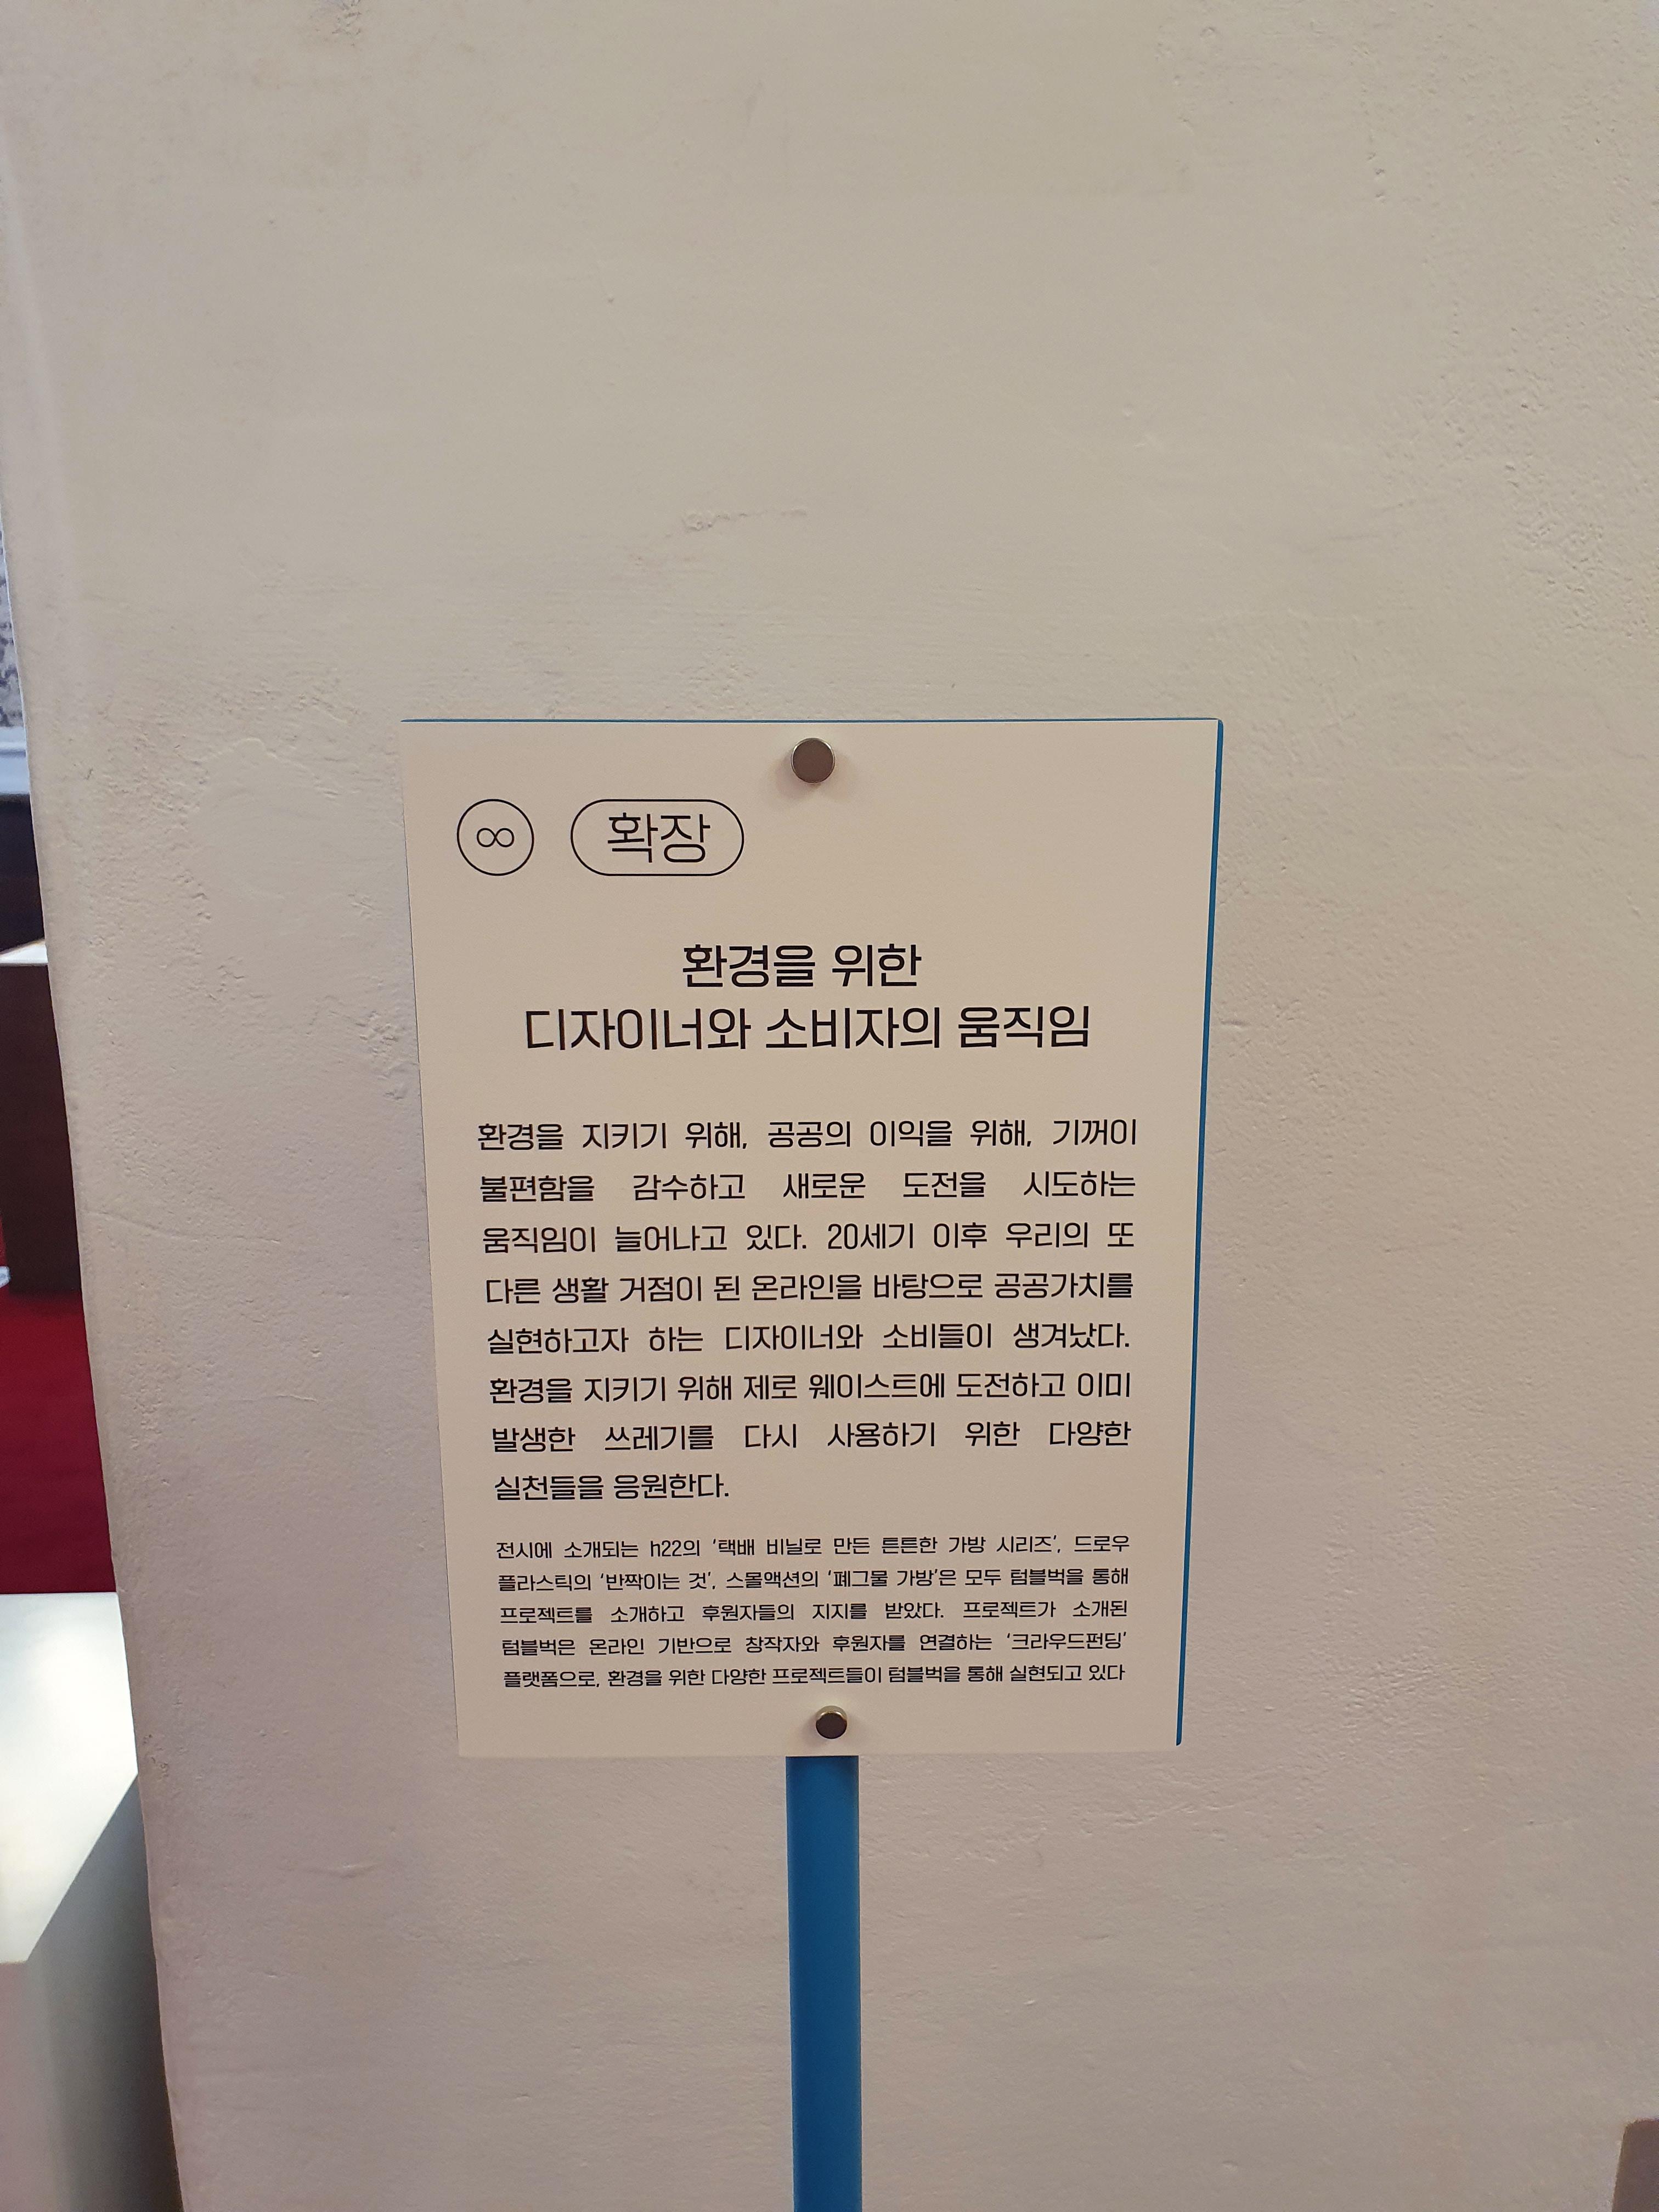 ∞ 확장
환경을 위한
디자이너와 소비자의 움직임
환경을 지키기 위해, 공공의 이익을 위해, 기꺼이
불편함을 감수하고 새로운 도전을 시도하는
움직임이 늘어나고 있다. 20세기 이후 우리의 또
다른 생활 거점이 된 온라인을 바탕으로 공공가치를
실현하고자 하는 디자이너와 소비들이 생겨났다.
환경을 지키기 위해 제로 웨이스트에 도전하고 이미
발생한 쓰레기를 다시 사용하기 위한 다양한
실천들을 응원한다.
전시에 소개되는 h22의 '택배 비닐로 만든 튼튼한 가방 시리즈', 드로우
플라스틱의 '반짝이는 것', 스몰액션의 '폐그물 가방'은 모두 텀블벅을 통해
프로젝트를 소개하고 후원자들의 지지를 받았다. 프로젝트가 소개된
텀블벅은 온라인 기반으로 창작자와 후원자를 연결하는 '크라우드펀딩'
플랫폼으로, 환경을 위한 다양한 프로젝트들이 텀블벅을 통해 실현되고 있다